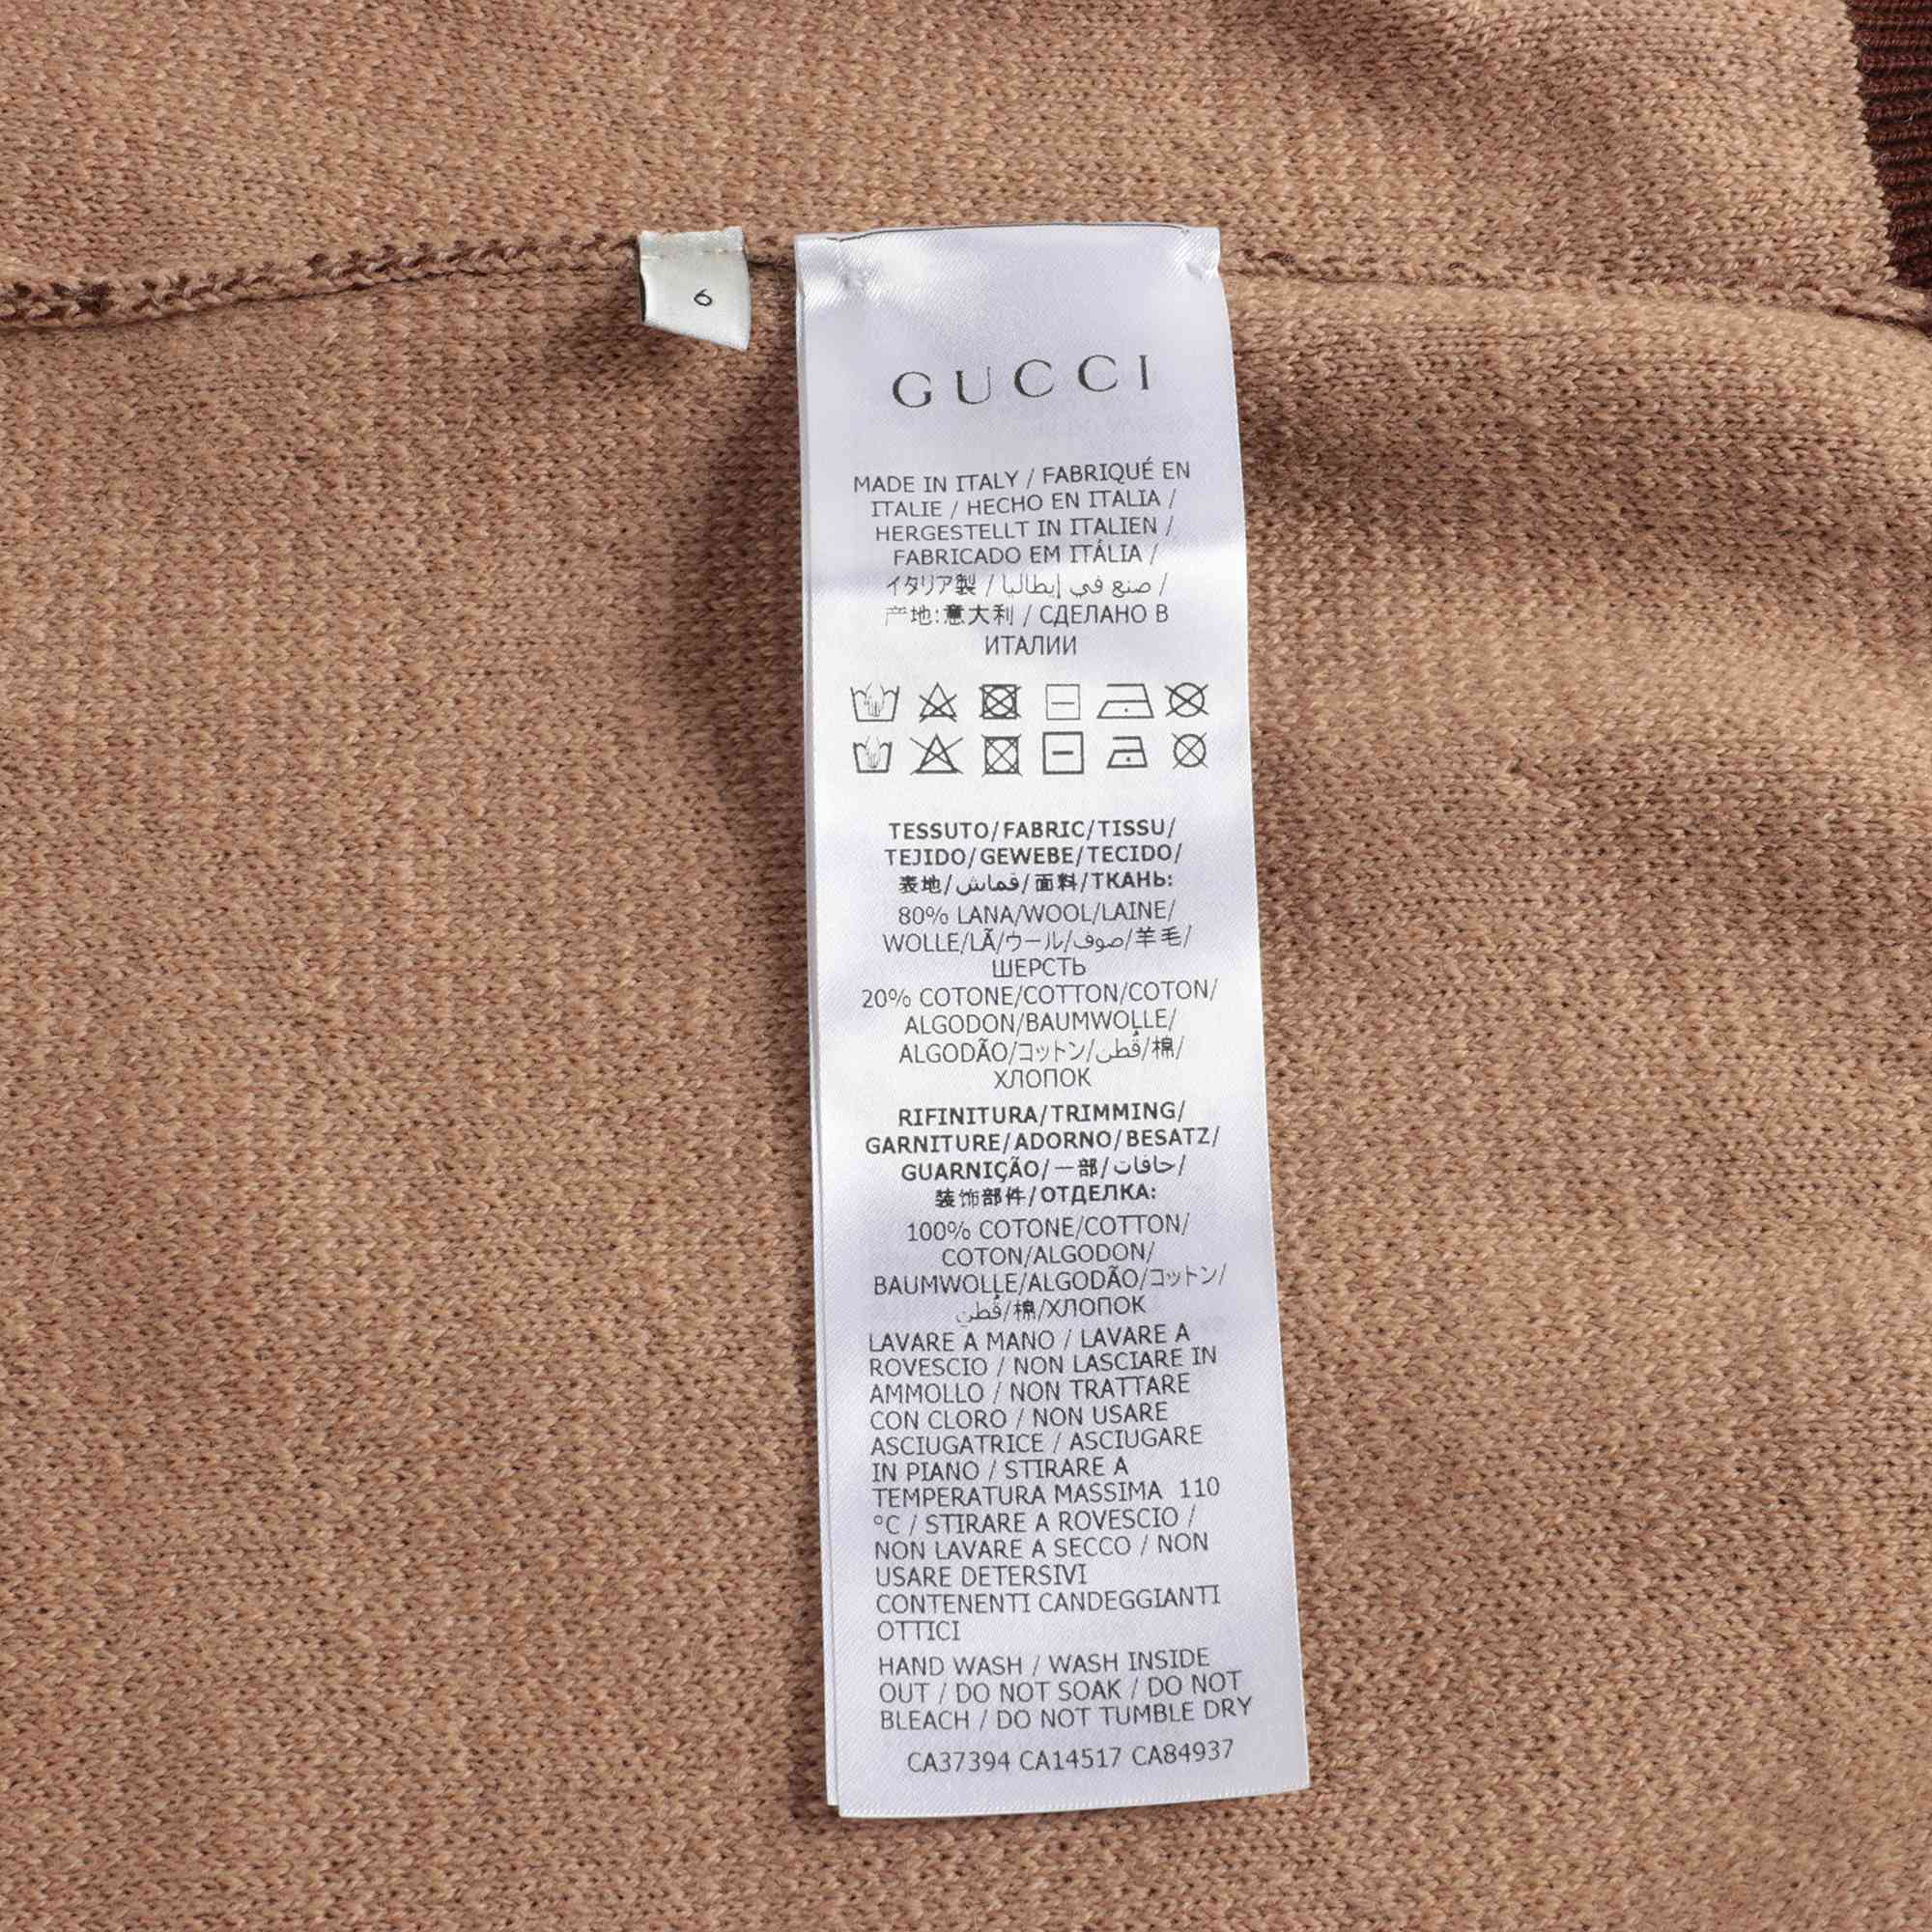 6
GUCCI
MADE IN ITALY / FABRIQUÉ EN
ITALIE / HECHO EN ITALIA /
HERGESTELLT IN ITALIEN /
FABRICADO EM ITÁLIA /
イタリア製 / صنع في إيطاليا /
产地:意大利 / СДЕЛАНО В
ИТАЛИИ
TESSUTO/FABRIC/TISSU/
TEJIDO/GEWEBE/TECIDO/
表地/قماش/面料/ТКАНЬ:
80% LANA/WOOL/LAINE/
WOLLE/LÃ/ウール/صوف/羊毛/
ШЕРСТЬ
20% COTONE/COTTON/COTON/
ALGODON/BAUMWOLLE/
ALGODÃO/コットン/قُطن/棉/
ХЛОПОК
RIFINITURA/TRIMMING/
GARNITURE/ADORNO/BESATZ/
GUARNIÇÃO/一部/حافات/
装饰部件/ОТДЕЛКА:
100% COTONE/COTTON/
COTON/ALGODON/
BAUMWOLLE/ALGODÃO/コットン/
قُطن/棉/ХЛОПОК
LAVARE A MANO / LAVARE A
ROVESCIO / NON LASCIARE IN
AMMOLLO / NON TRATTARE
CON CLORO / NON USARE
ASCIUGATRICE / ASCIUGARE
IN PIANO / STIRARE A
TEMPERATURA MASSIMA 110
°C / STIRARE A ROVESCIO /
NON LAVARE A SECCO / NON
USARE DETERSIVI
CONTENENTI CANDEGGIANTI
OTTICI
HAND WASH / WASH INSIDE
OUT / DO NOT SOAK / DO NOT
BLEACH / DO NOT TUMBLE DRY
CA37394 CA14517 CA84937